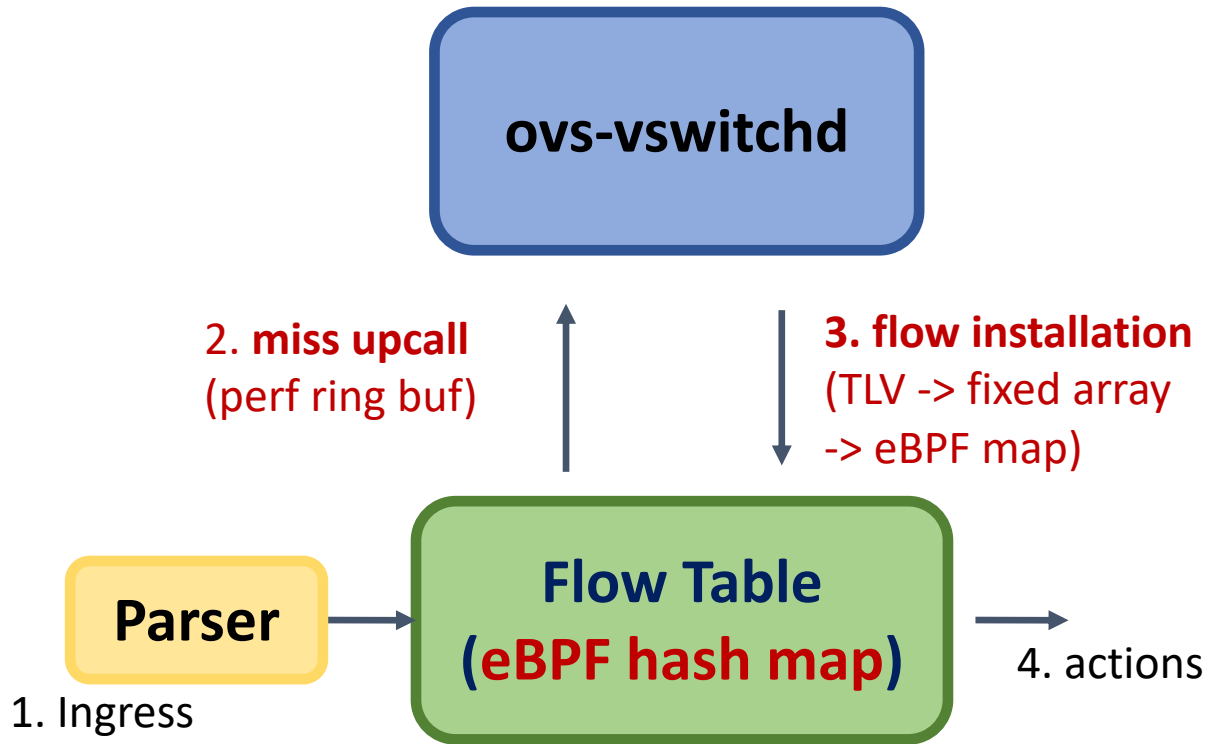 ovs-vswitchd
2. miss upcall
(perf ring buf)
3. flow installation
(TLV -> fixed array
-> eBPF map)
Parser
1. Ingress
Flow Table
(eBPF hash map)
4. actions